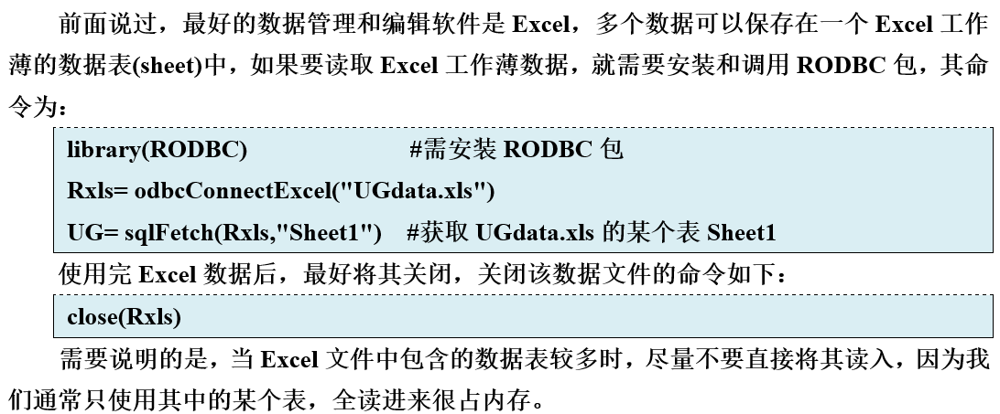 前面说过，最好的数据管理和编辑软件是 Excel，多个数据可以保存在一个 Excel 工作
薄的数据表(sheet)中，如果要读取 Excel 工作薄数据，就需要安装和调用 RODBC 包，其命
令为：
library(RODBC) #需安装 RODBC 包
Rxls= odbcConnectExcel("UGdata.xls")
UG= sqlFetch(Rxls,"Sheet1") #获取 UGdata.xls 的某个表 Sheet1
使用完 Excel 数据后，最好将其关闭，关闭该数据文件的命令如下：
close(Rxls)
需要说明的是，当 Excel 文件中包含的数据表较多时，尽量不要直接将其读入，因为我
们通常只使用其中的某个表，全读进来很占内存。